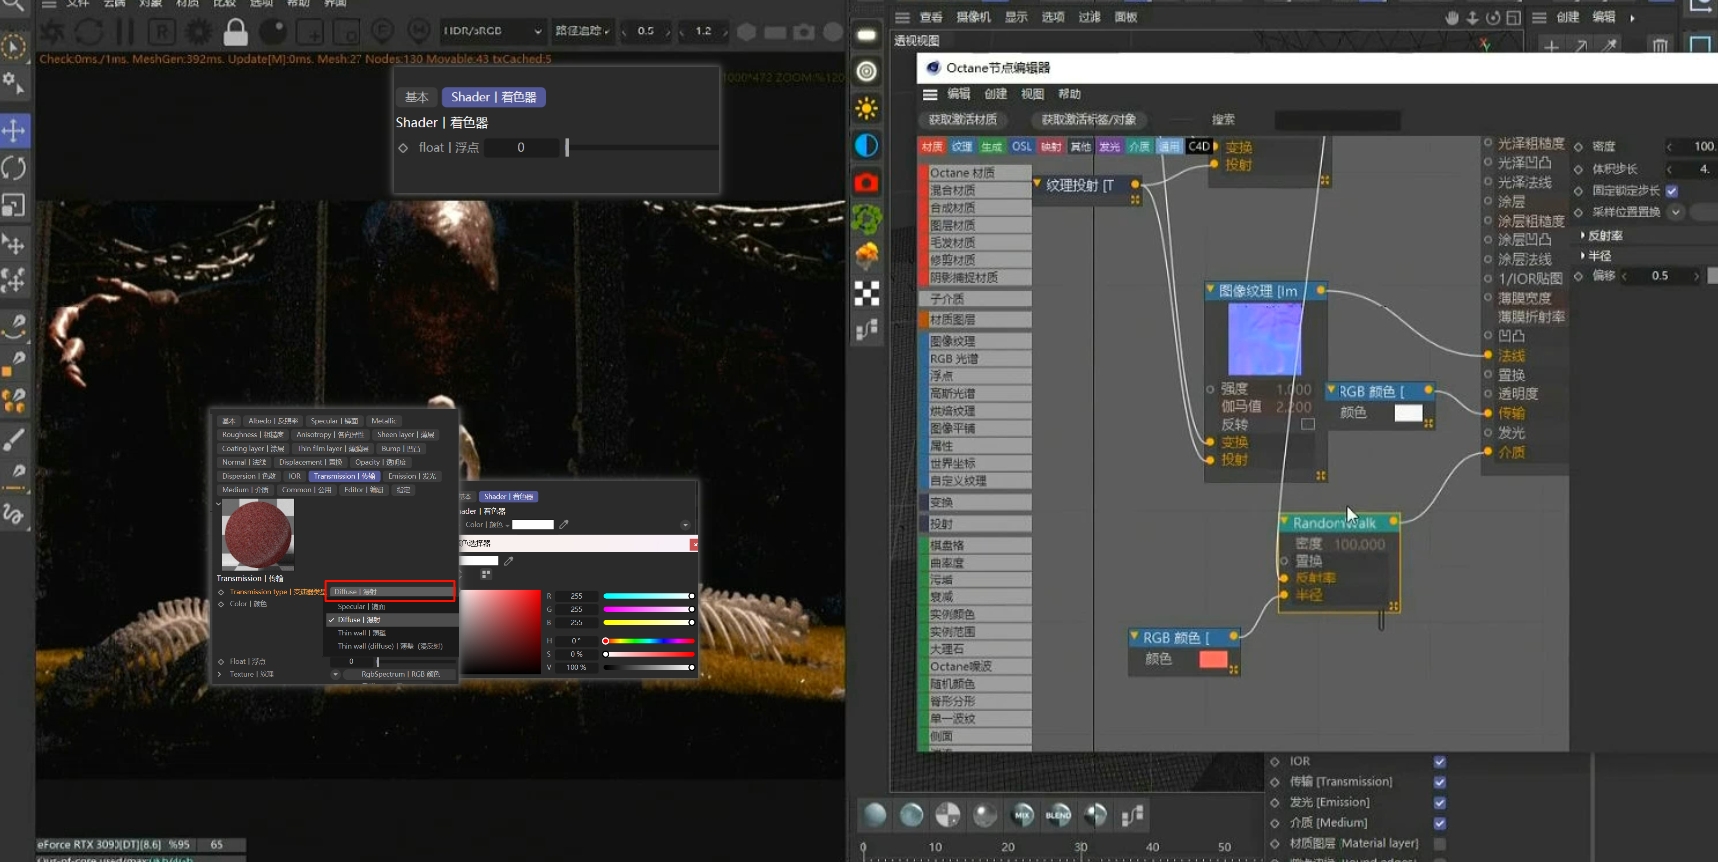 文件 云端 对象 材质 比较 选项 帮助 界面
HDR/sRGB 路径追踪 0.5 1.2
Check:0ms./1ms. MeshGen:392ms. Update[M]:0ms. Mesh:27 Nodes:130 Movable:43 txCached:5
1000*472 ZOOM:%120
基本 Shader | 着色器
Shader | 着色器
float | 浮点 0
基本 Albedo | 反照率 Specular | 镜面 Metallic
Roughness | 粗糙度 Anisotropy | 各向异性 Sheen layer | 薄层
Coating layer | 涂层 Thin film layer | 薄膜层 Bump | 凹凸
Normal | 法线 Displacement | 置换 Opacity | 透明度
Dispersion | 色散 IOR Transmission | 传输 Emission | 发光
Medium | 介质 Common | 公用 Editor | 编辑 指定
Transmission | 传输
Transmission type | Diffuse | 漫射
Color | 颜色
Specular | 镜面
Diffuse | 漫射
Thin wall | 薄壁
Thin wall (diffuse) | 薄壁 (漫反射)
Float | 浮点 0
Texture | 纹理 RgbSpectrum | RGB 颜色
Shader | 着色器
ader | 着色器
Color | 颜色
色选择器
R 255
G 255
B 255
H 0°
S 0 %
V 100 %
eForce RTX 3090[DT][8.6] %95 65
查看 摄像机 显示 选项 过滤 面板
创建 编辑
透视视图
Octane节点编辑器
编辑 创建 视图 帮助
获取激活材质 获取激活标签/对象 搜索
材质 纹理 生成 OSL 映射 其他 发光 介质 通用 C4D
Octane 材质
混合材质
合成材质
图层材质
毛发材质
修剪材质
阴影捕捉材质
子介质
材质图层
图像纹理
RGB 光谱
浮点
高斯光谱
烘焙纹理
图像平铺
属性
世界坐标
自定义纹理
变换
投射
棋盘格
曲率度
污垢
衰减
实例颜色
实例范围
大理石
Octane噪波
随机颜色
脊形分形
单一波纹
侧面
变换
投射
纹理投射 [T
图像纹理 [Im
强度 1.000
伽马值 2.200
反转
变换
投射
RGB 颜色 [
颜色
RandomWalk
密度 100.000
置换
反射率
半径
RGB 颜色 [
颜色
光泽粗糙度
光泽凹凸
光泽法线
涂层
涂层粗糙度
涂层凹凸
涂层法线
1/IOR贴图
薄膜宽度
薄膜折射率
凹凸
法线
置换
透明度
传输
发光
介质
密度 100.
体积步长 4.
固定锁定步长
采样位置置换
反射率
半径
偏移 0.5
IOR
传输 [Transmission]
发光 [Emission]
介质 [Medium]
材质图层 [Material layer]
MIX BLEND
0 10 20 30 40 50